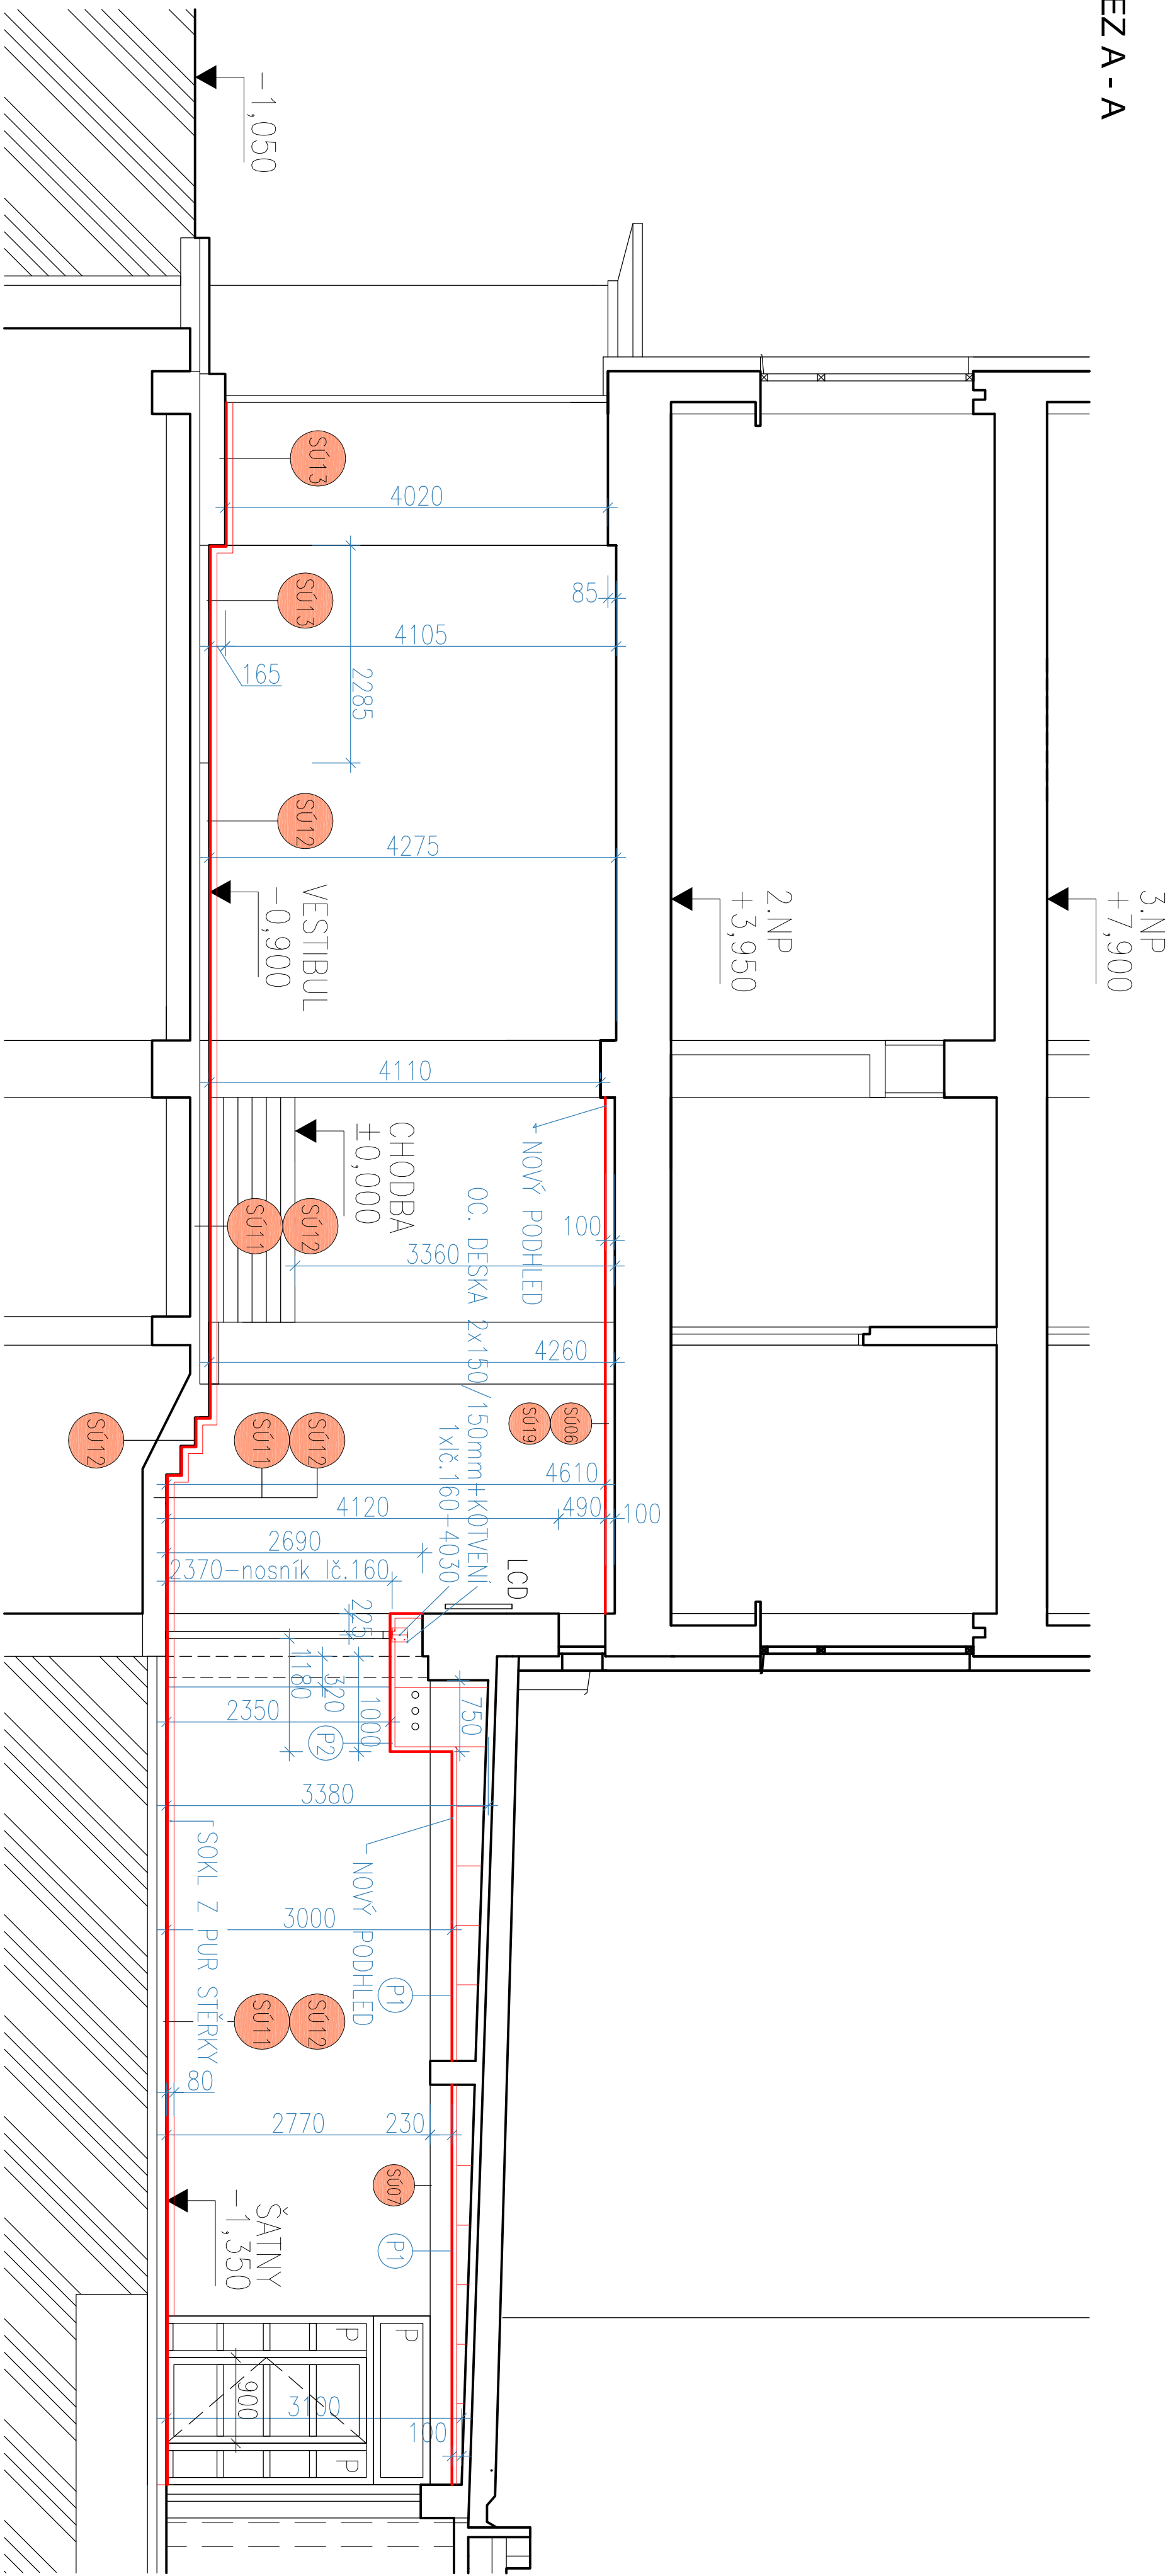 EZ A - A
3.NP
+7,900
2.NP
+3,950
-1,050
SÚ13
4020
SÚ13
85
4105
165
2285
SÚ12
4275
VESTIBUL
-0,900
4110
CHODBA
±0,000
SÚ11
SÚ12
NOVÝ PODHLED
100
3360
4260
OC. DESKA 2x150/150mm+KOTVENÍ
1xIč.160-4030
SÚ19
SÚ06
SÚ12
SÚ11
SÚ12
4610
4120
490
100
2690
2370-nosník Ič.160
LCD
225
1180
320
1000
750
2350
P2
3380
SOKL Z PUR STĚRKY
NOVÝ PODHLED
3000
P1
SÚ11
SÚ12
80
2770
230
SÚ07
P1
ŠATNY
-1,350
P
P
P
900
3100
100